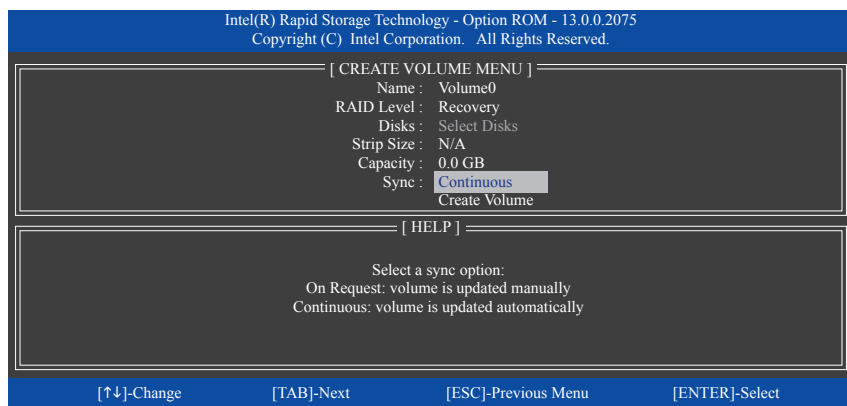 Intel(R) Rapid Storage Technology - Option ROM - 13.0.0.2075
Copyright (C) Intel Corporation. All Rights Reserved.
[ CREATE VOLUME MENU ]
Name : Volume0
RAID Level : Recovery
Disks : Select Disks
Strip Size : N/A
Capacity : 0.0 GB
Sync : Continuous
Create Volume
[ HELP ]
Select a sync option:
On Request: volume is updated manually
Continuous: volume is updated automatically
[↑↓]-Change [TAB]-Next [ESC]-Previous Menu [ENTER]-Select